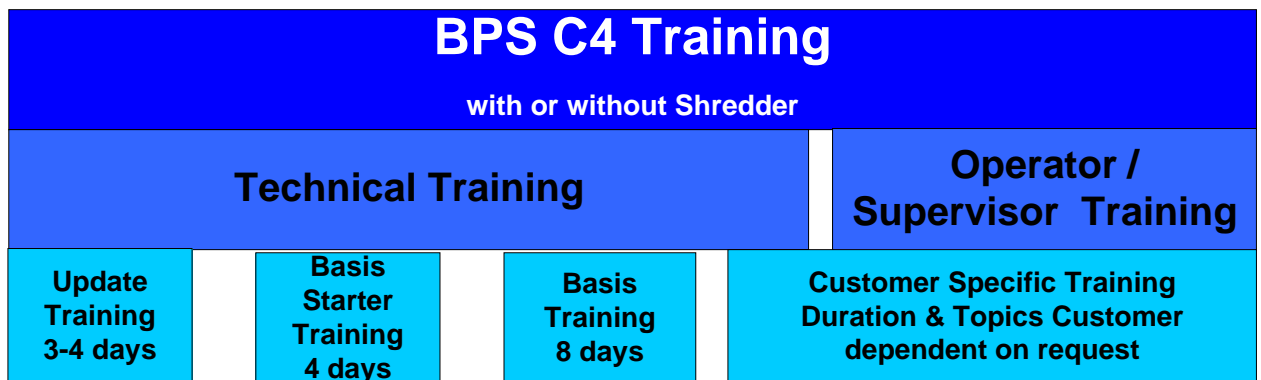 BPS C4 Training
with or without Shredder
Technical Training
Operator /
Supervisor Training
Update
Training
3-4 days
Basis
Starter
Training
4 days
Basis
Training
8 days
Customer Specific Training
Duration & Topics Customer
dependent on request